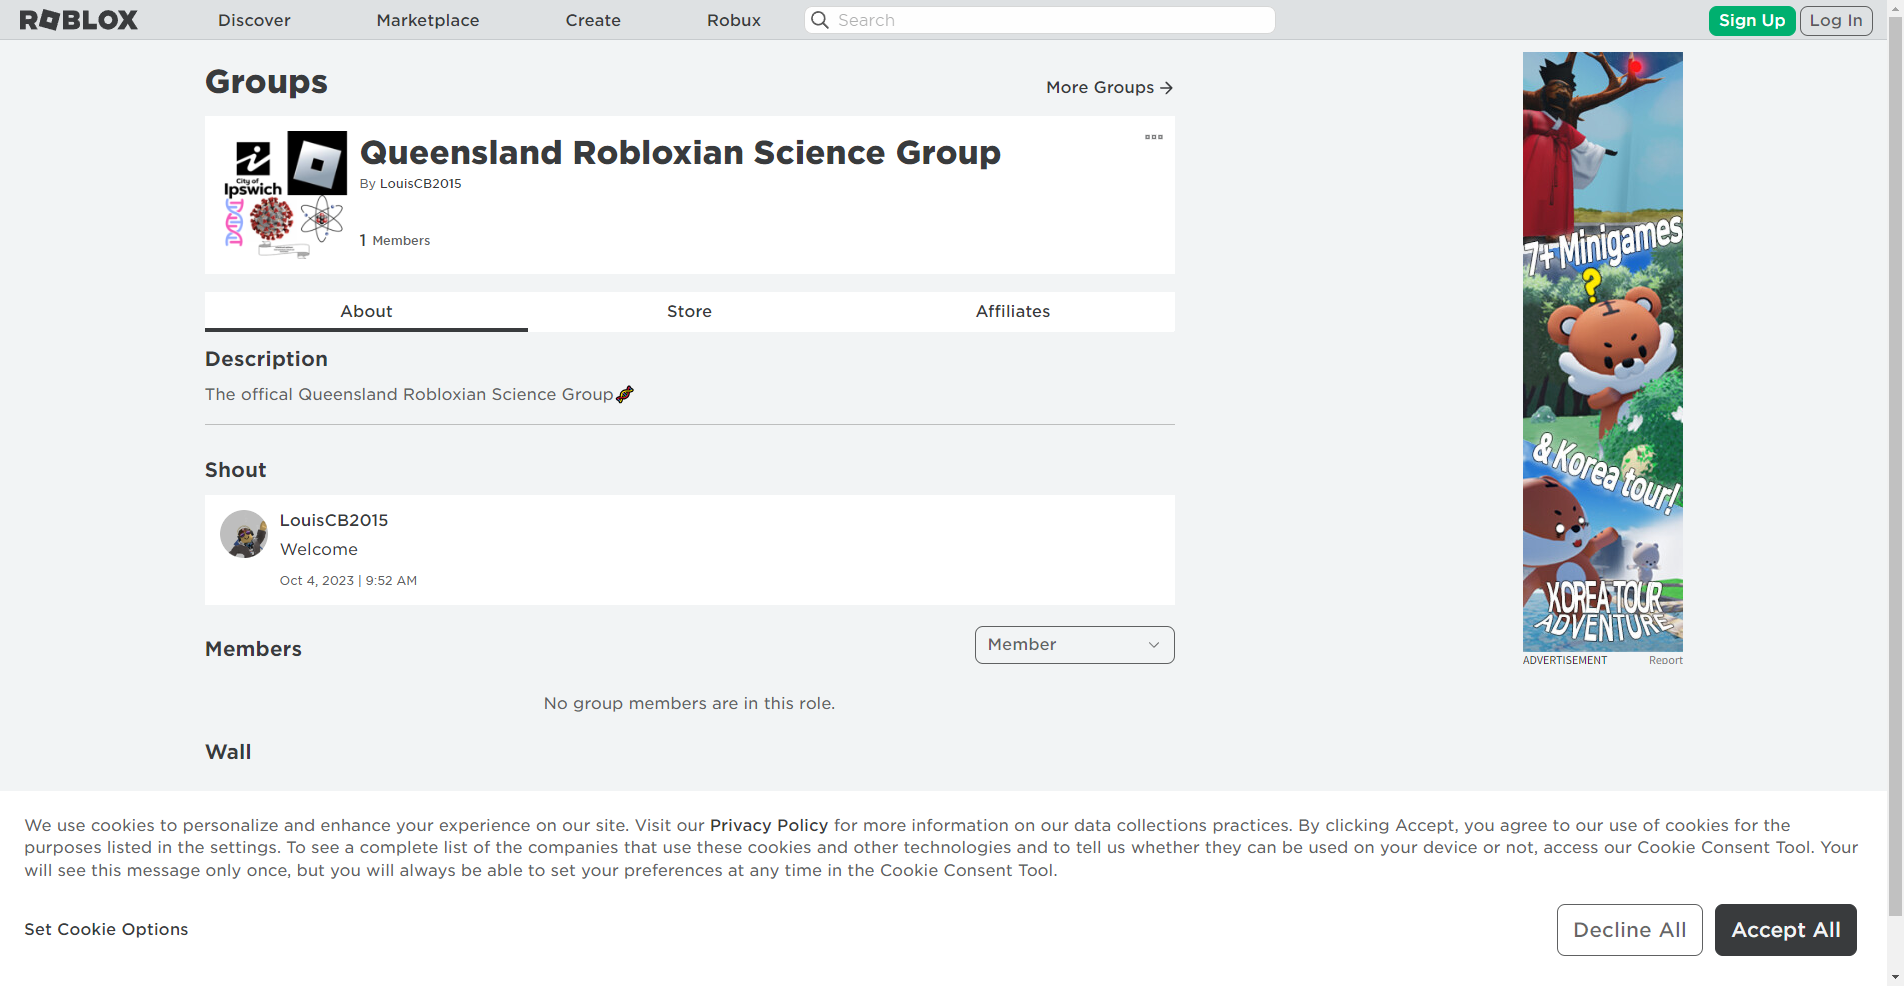 ROBLOX
Discover
Marketplace
Create
Robux
Search
Sign Up
Log In
Groups
More Groups
City of
Ipswich
Queensland Robloxian Science Group
By LouisCB2015
1 Members
About
Store
Affiliates
Description
The offical Queensland Robloxian Science Group
Shout
LouisCB2015
Welcome
Oct 4, 2023 | 9:52 AM
Members
Member
No group members are in this role.
Wall
7+ Minigames
?
& Korea tour!
KOREA TOUR
ADVENTURE
ADVERTISEMENT
Report
We use cookies to personalize and enhance your experience on our site. Visit our Privacy Policy for more information on our data collections practices. By clicking Accept, you agree to our use of cookies for the
purposes listed in the settings. To see a complete list of the companies that use these cookies and other technologies and to tell us whether they can be used on your device or not, access our Cookie Consent Tool. Your
will see this message only once, but you will always be able to set your preferences at any time in the Cookie Consent Tool.
Set Cookie Options
Decline All
Accept All